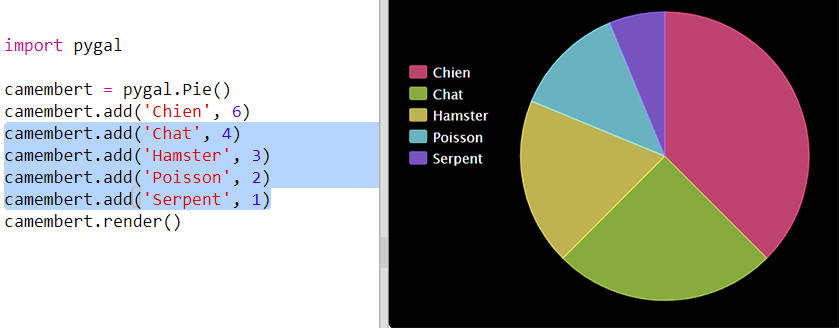 import pygal
camembert = pygal.Pie()
camembert.add('Chien', 6)
camembert.add('Chat', 4)
camembert.add('Hamster', 3)
camembert.add('Poisson', 2)
camembert.add('Serpent', 1)
camembert.render()
Chien
Chat
Hamster
Poisson
Serpent